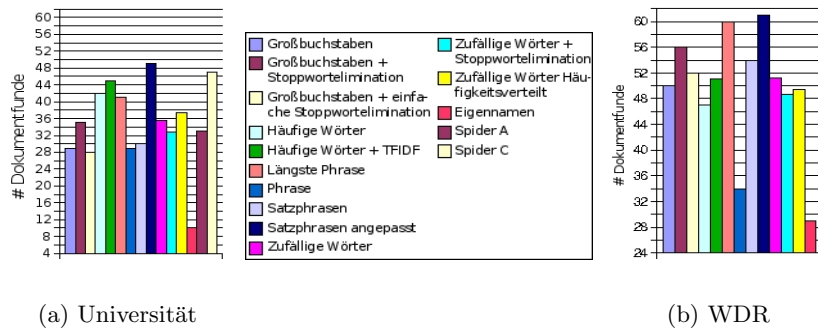 # Dokumentfunde
60
56
52
48
44
40
36
32
28
24
20
16
12
8
4
Großbuchstaben
Großbuchstaben +
Stoppwortelimination
Großbuchstaben + einfa-
che Stoppwortelimination
Häufige Wörter
Häufige Wörter + TFIDF
Längste Phrase
Phrase
Satzphrasen
Satzphrasen angepasst
Zufällige Wörter
Zufällige Wörter +
Stoppwortelimination
Zufällige Wörter Häu-
figkeitsverteilt
Eigennamen
Spider A
Spider C
# Dokumentfunde
60
56
52
48
44
40
36
32
28
24
(a) Universität
(b) WDR